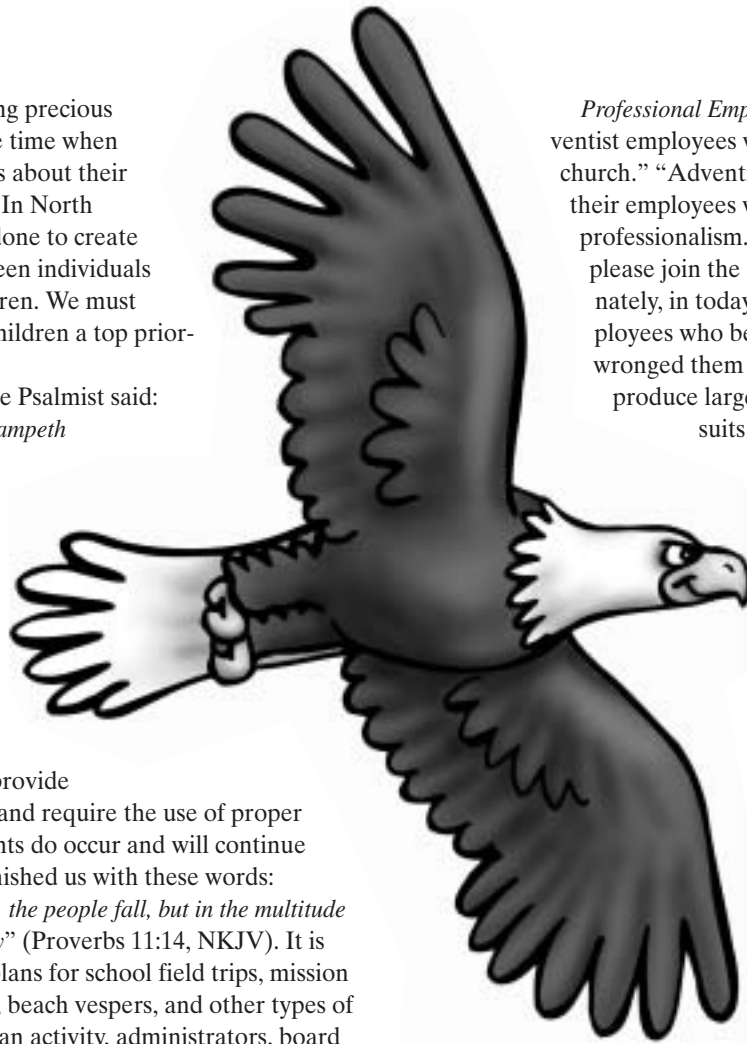 ng precious
e time when
s about their
In North
lone to create
een individuals
ren. We must
hildren a top prior-
e Psalmist said:
ampeth
provide
and require the use of proper
nts do occur and will continue
nished us with these words:
the people fall, but in the multitude
y” (Proverbs 11:14, NKJV). It is
plans for school field trips, mission
, beach vespers, and other types of
an activity, administrators, board
Professional Emp
ventist employees w
church.” “Adventi
their employees w
professionalism.
please join the
nately, in today
ployees who be
wronged them
produce large
suits